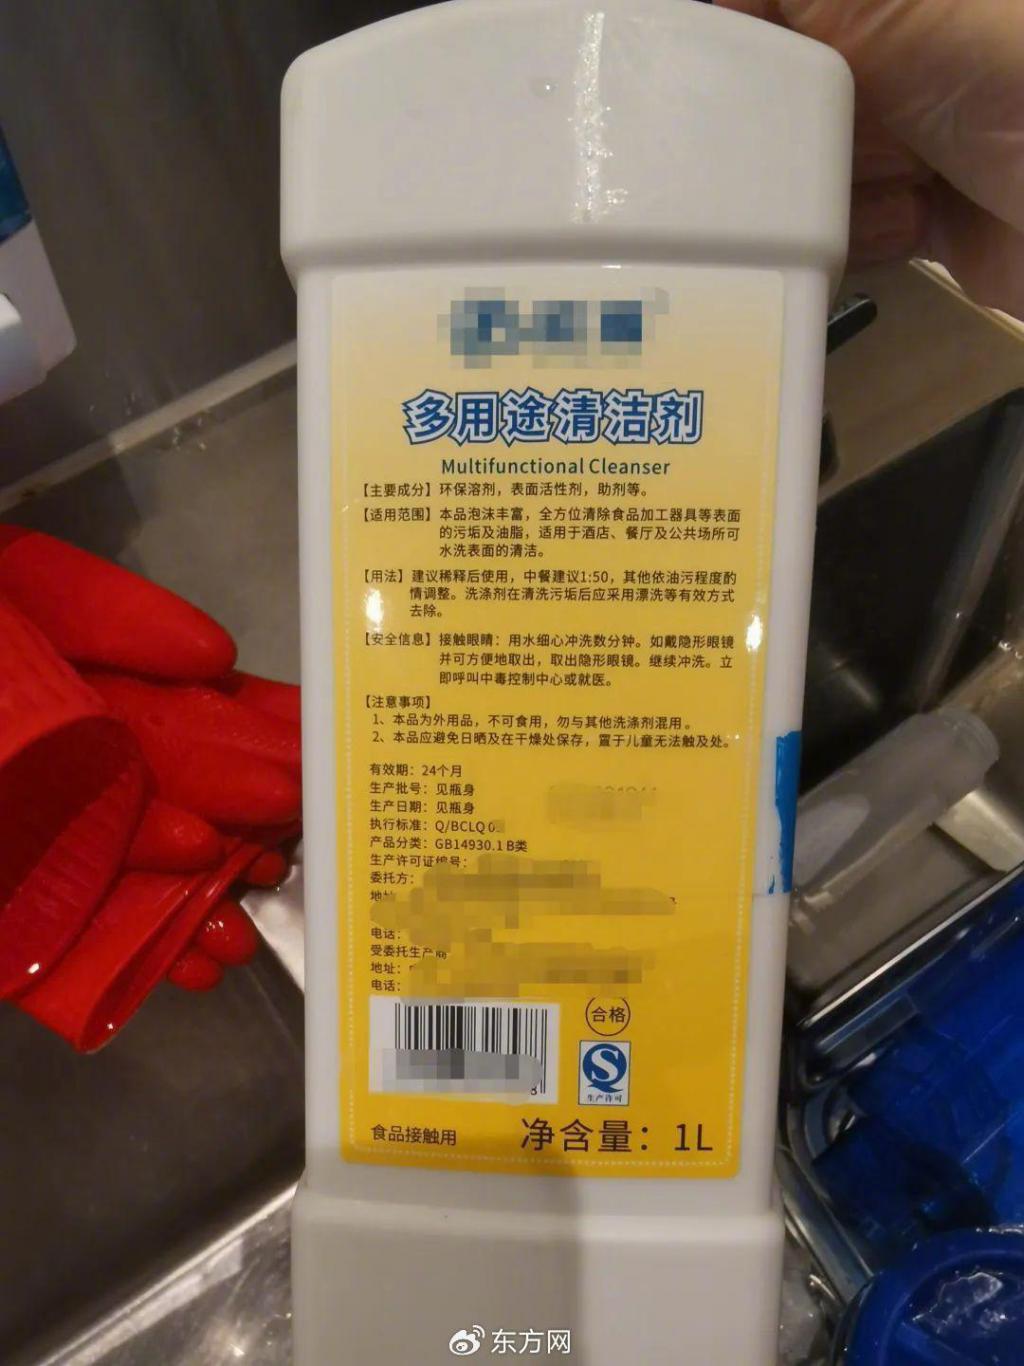 多用途清洁剂
Multifunctional Cleanser
【主要成分】环保溶剂，表面活性剂，助剂等。
【适用范围】本品泡沫丰富，全方位清除食品加工器具等表面
的污垢及油脂，适用于酒店、餐厅及公共场所可
水洗表面的清洁。
【用法】建议稀释后使用，中餐建议1:50，其他依油污程度酌
情调整。洗涤剂在清洗污垢后应采用漂洗等有效方式
去除。
【安全信息】接触眼睛：用水细心冲洗数分钟。如戴隐形眼镜
并可方便地取出，取出隐形眼镜。继续冲洗。立
即呼叫中毒控制中心或就医。
【注意事项】
1、本品为外用品，不可食用，勿与其他洗涤剂混用。
2、本品应避免日晒及在干燥处保存，置于儿童无法触及处。
有效期：24个月
生产批号：见瓶身
生产日期：见瓶身
执行标准：Q/BCLQ
产品分类：GB14930.1 B类
生产许可证编号：
委托方：
地址
电话：
受委托生产商
地址：
电话：
合格
生产许可
食品接触用
净含量：1L
东方网